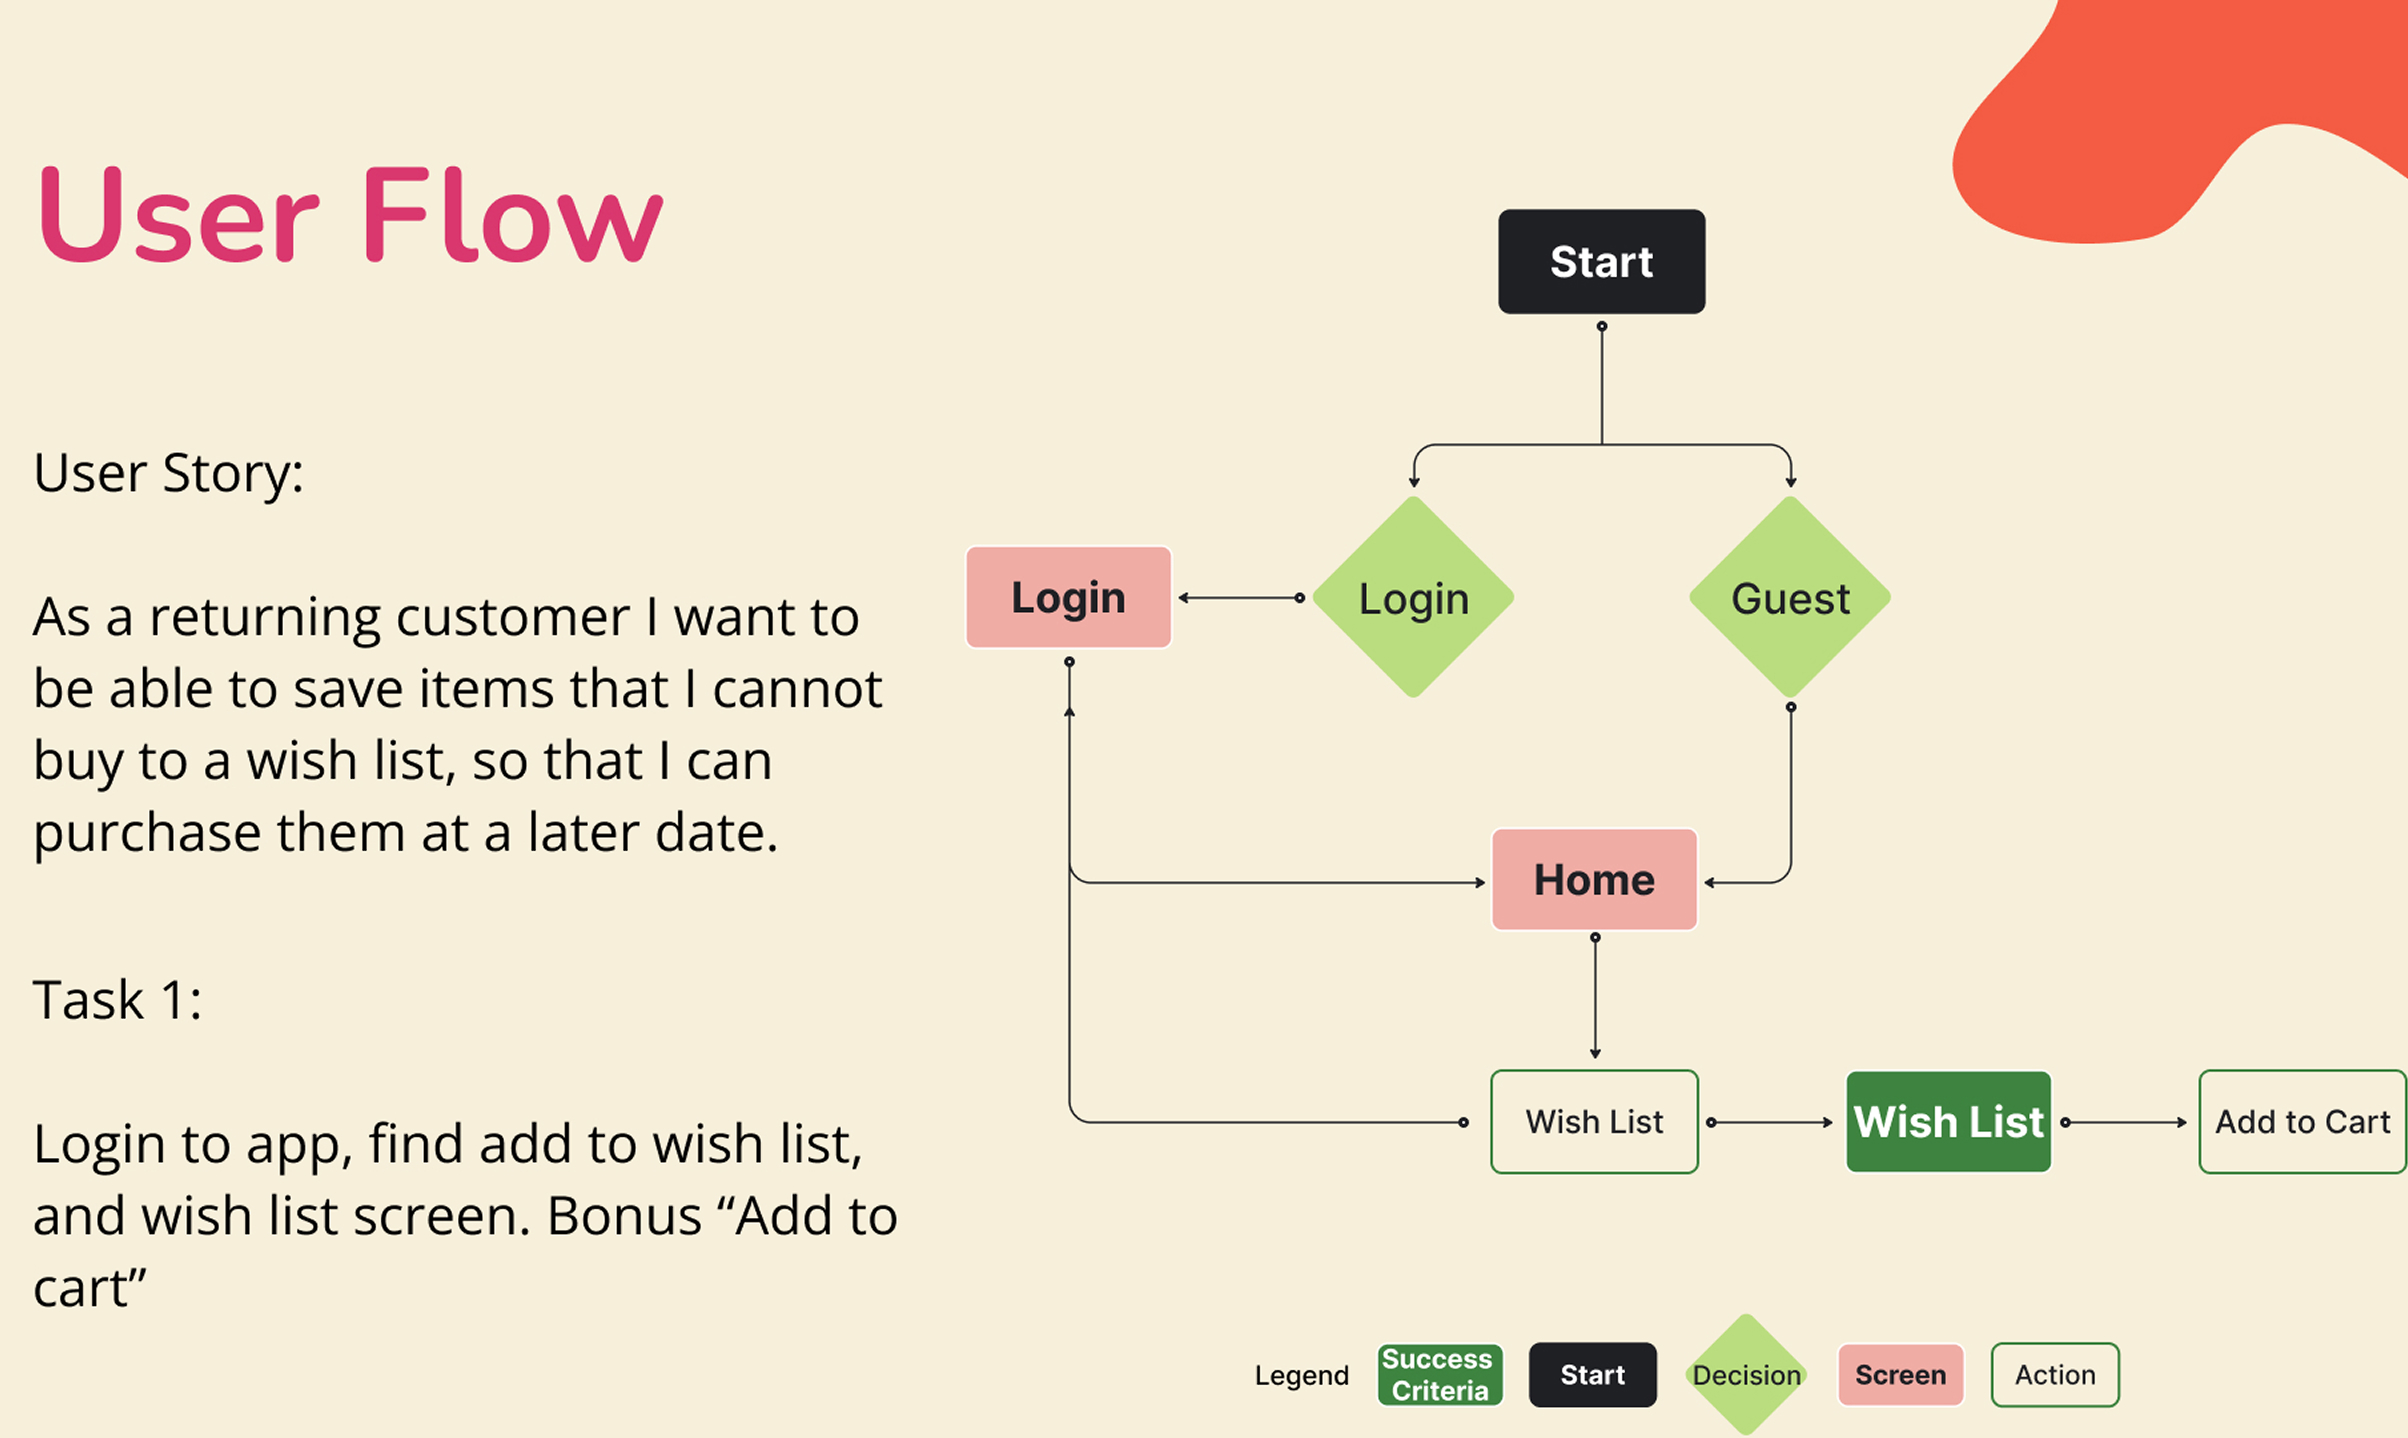 User Flow
User Story:
As a returning customer I want to
be able to save items that I cannot
buy to a wish list, so that I can
purchase them at a later date.
Task 1:
Login to app, find add to wish list,
and wish list screen. Bonus “Add to
cart”
Start
Login
Login
Guest
Home
Wish List
Wish List
Add to Cart
Legend
Success
Criteria
Start
Decision
Screen
Action